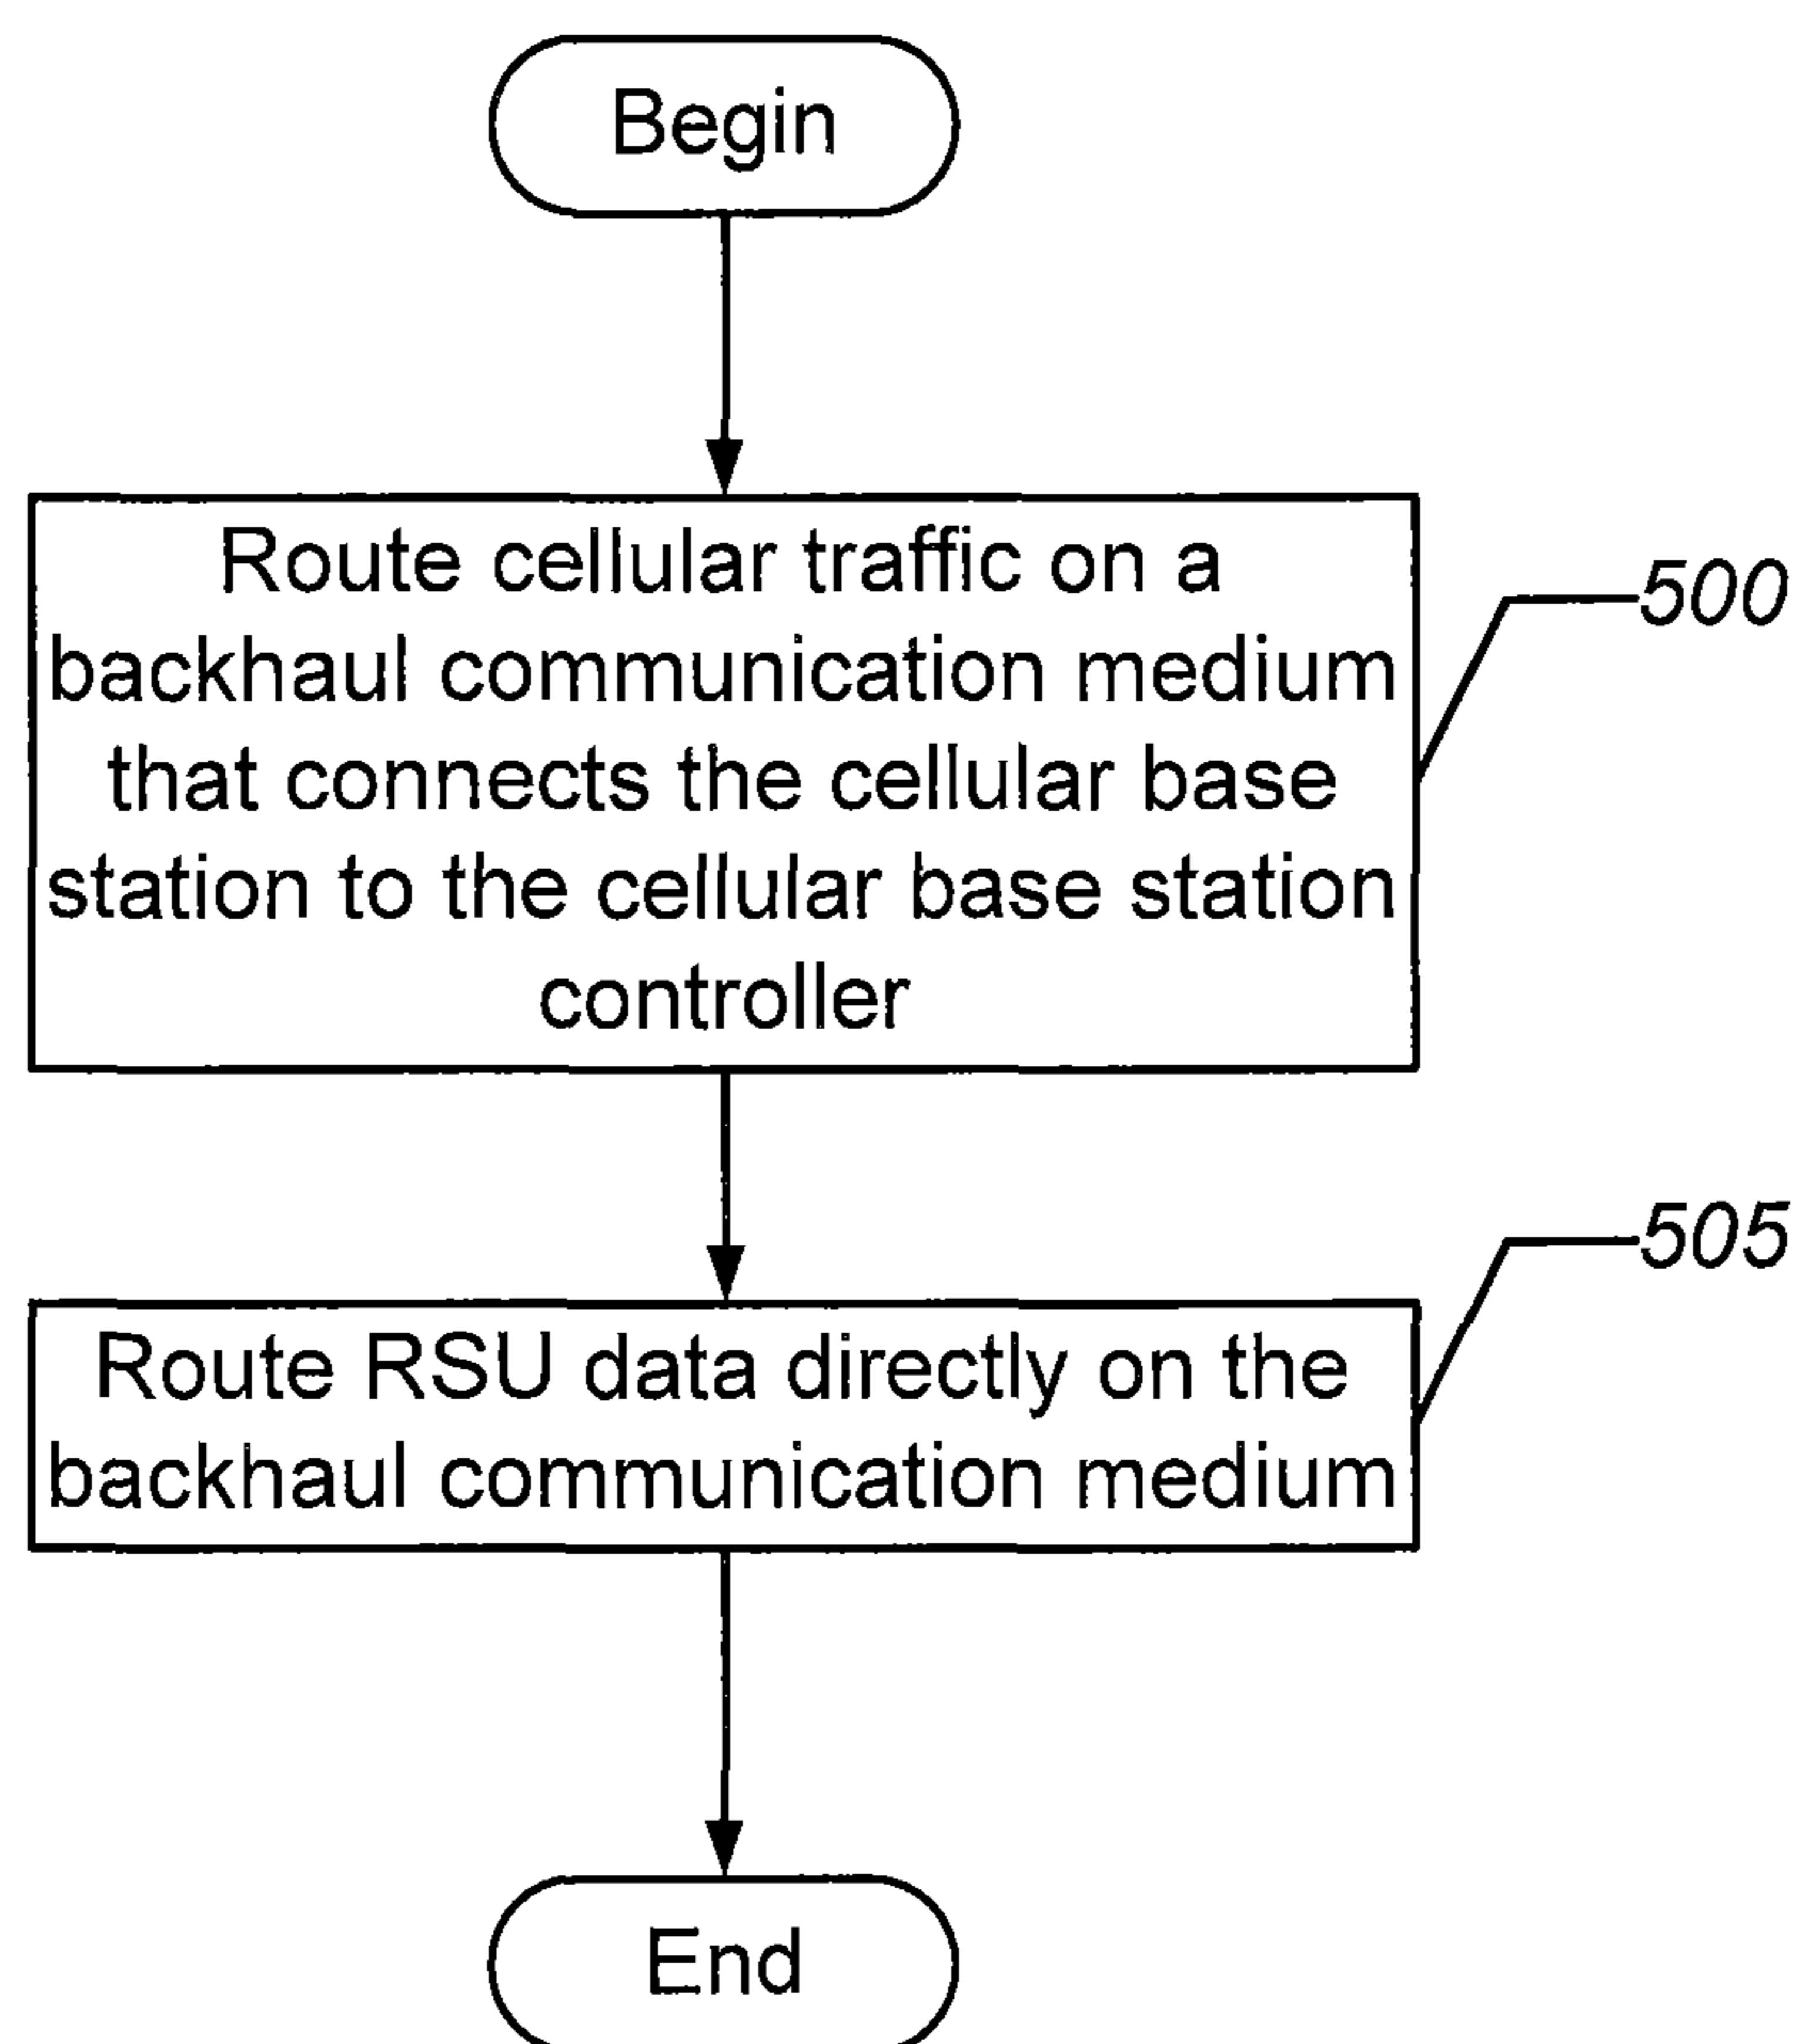 Begin
Route cellular traffic on a
backhaul communication medium
that connects the cellular base
station to the cellular base station
controller
500
Route RSU data directly on the
backhaul communication medium
505
End